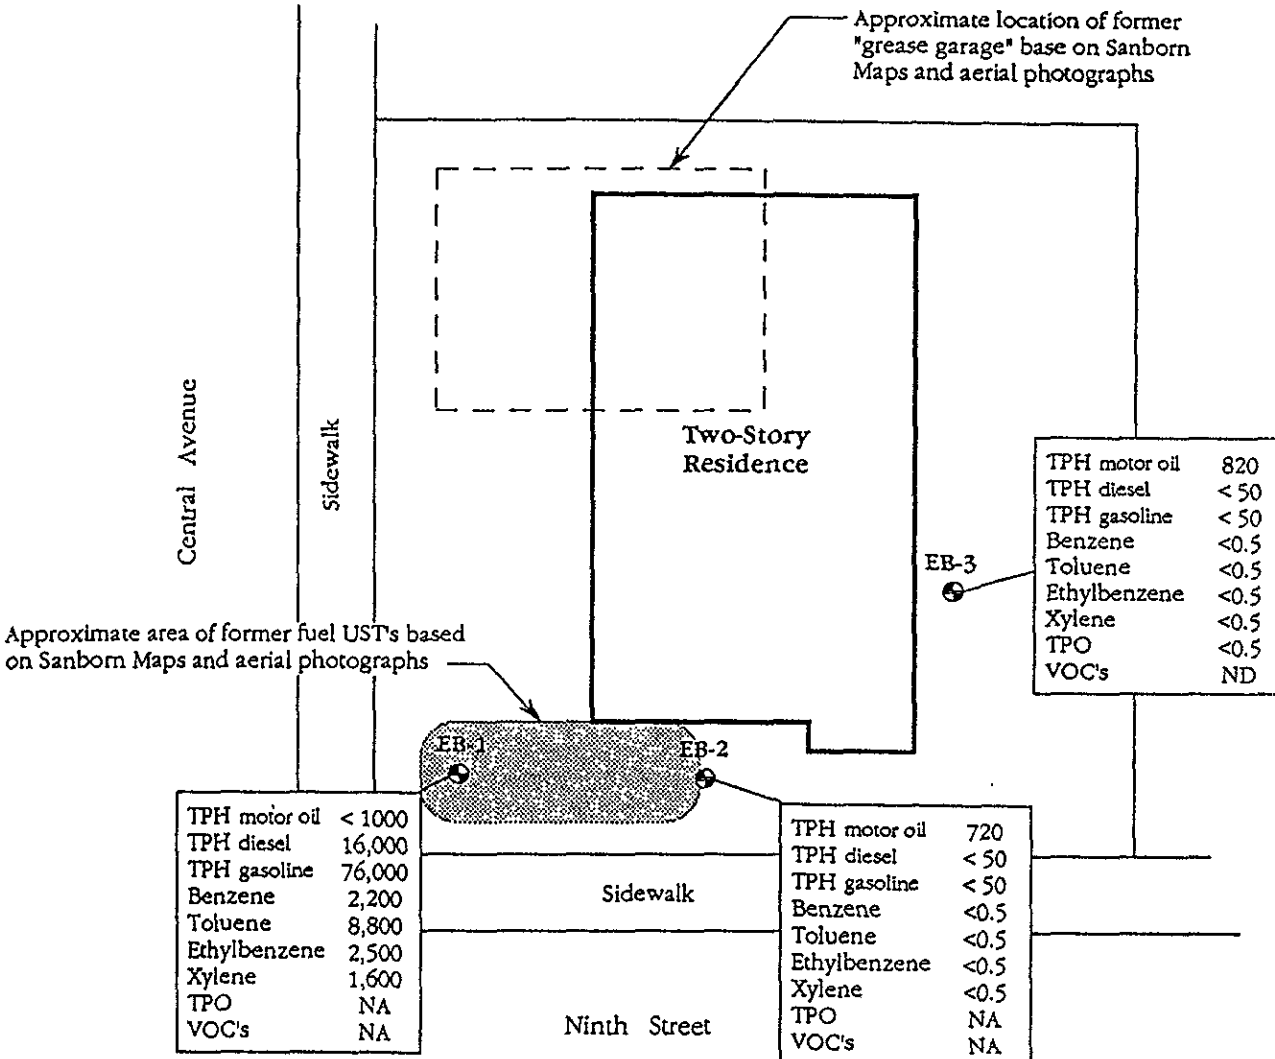 Approximate location of former
"grease garage" base on Sanborn
Maps and aerial photographs
Central Avenue
Sidewalk
Two-Story
Residence
TPH motor oil 820
TPH diesel < 50
TPH gasoline < 50
Benzene <0.5
Toluene <0.5
Ethylbenzene <0.5
Xylene <0.5
TPO <0.5
VOC's ND
EB-3
Approximate area of former fuel UST's based
on Sanborn Maps and aerial photographs
EB-1
EB-2
TPH motor oil < 1000
TPH diesel 16,000
TPH gasoline 76,000
Benzene 2,200
Toluene 8,800
Ethylbenzene 2,500
Xylene 1,600
TPO NA
VOC's NA
TPH motor oil 720
TPH diesel < 50
TPH gasoline < 50
Benzene <0.5
Toluene <0.5
Ethylbenzene <0.5
Xylene <0.5
TPO NA
VOC's NA
Sidewalk
Ninth Street